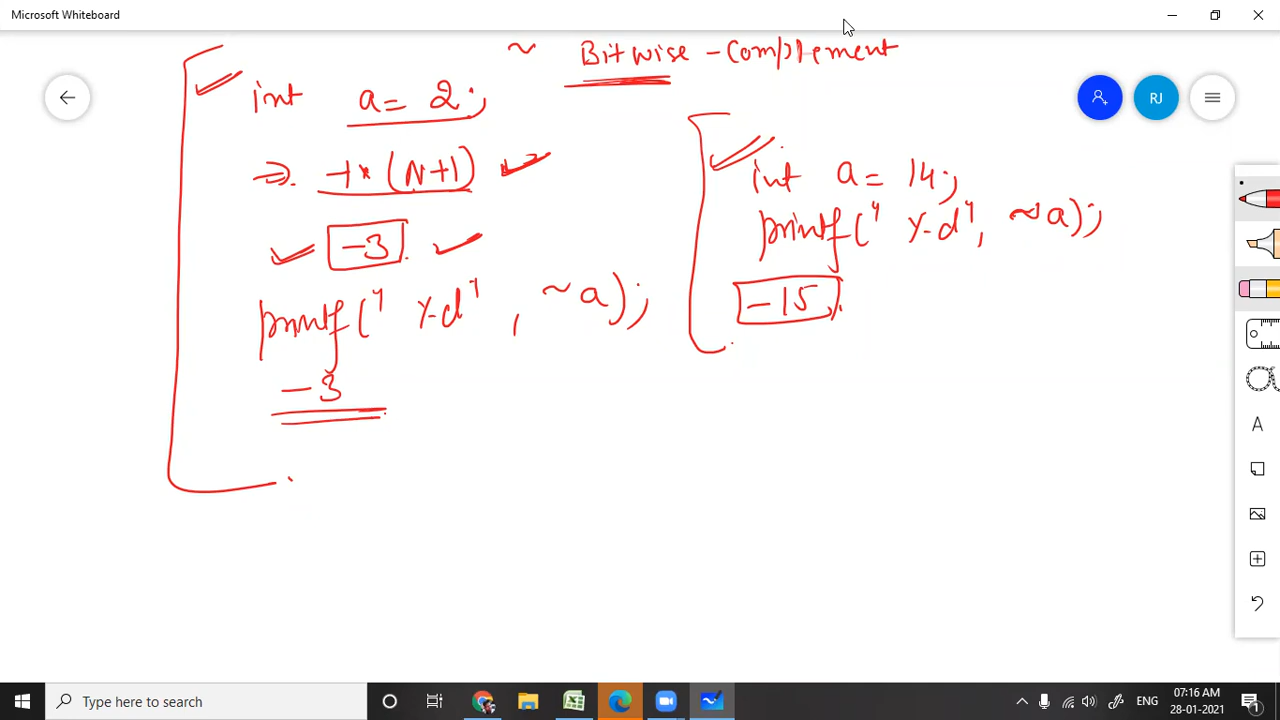 Microsoft Whiteboard
~ Bitwise - Complement
int a = 2;
⇒ -1* (N+1)
-3
printf("%d", ~a);
-3
int a = 14;
printf("%d", ~a);
-15
RJ
A
Type here to search
ENG
07:16 AM
28-01-2021
1